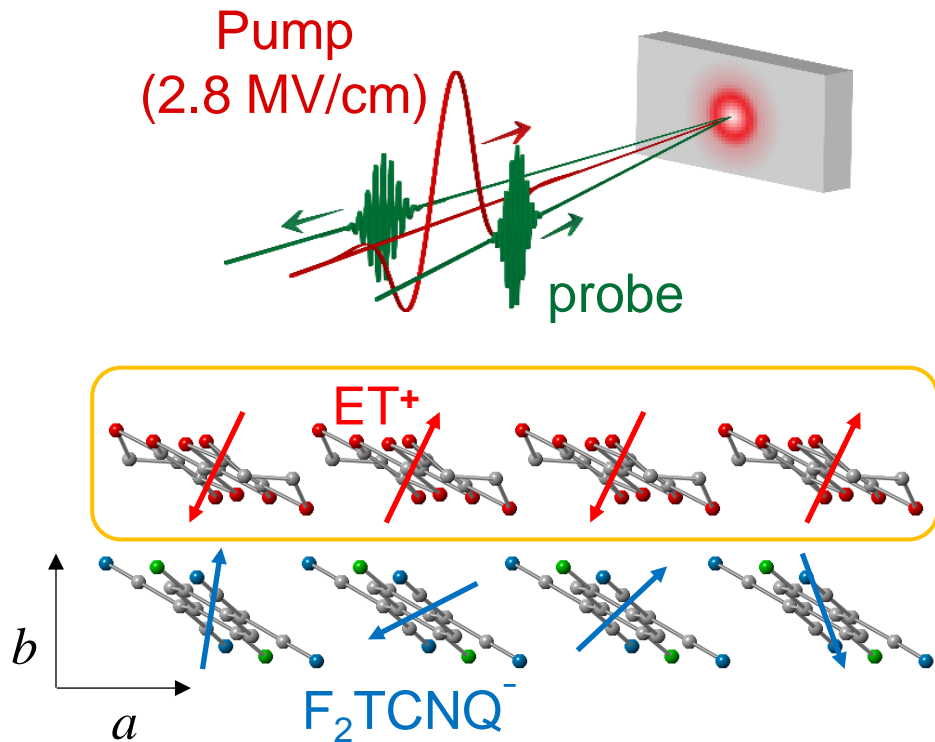 Pump
(2.8 MV/cm)
probe
ET⁺
b
a
F₂TCNQ⁻